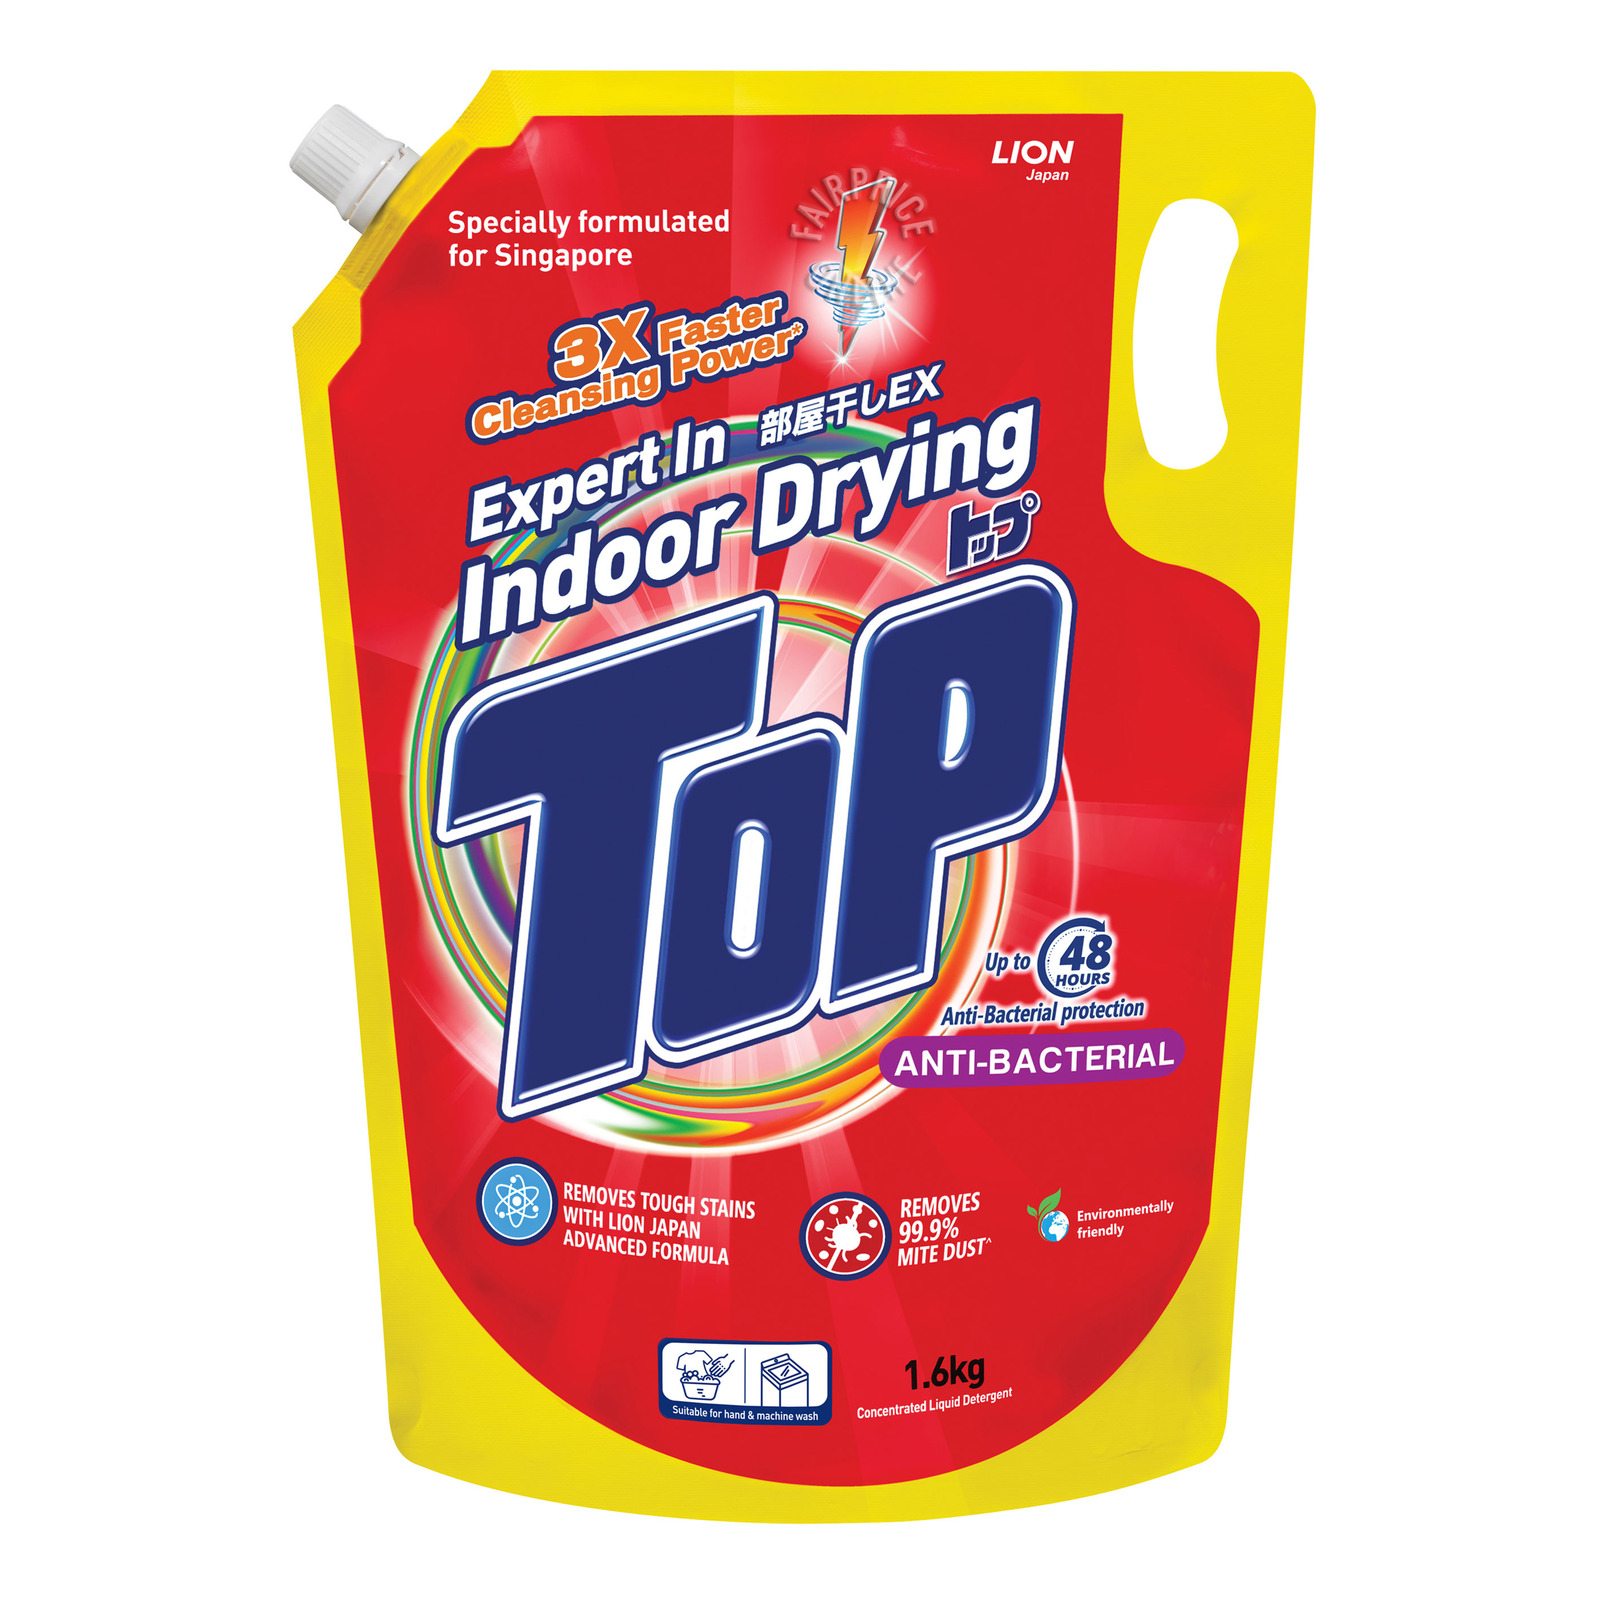 LION
Japan
FAIRPRICE
Specially formulated
for Singapore
3X Faster
Cleansing Power*
Expert In 部屋干しEX
Indoor Drying
トップ
TOP
Up to 48
HOURS
Anti-Bacterial protection
ANTI-BACTERIAL
REMOVES TOUGH STAINS
WITH LION JAPAN
ADVANCED FORMULA
REMOVES
99.9%
MITE DUST^
Environmentally
friendly
Suitable for hand & machine wash
1.6kg
Concentrated Liquid Detergent